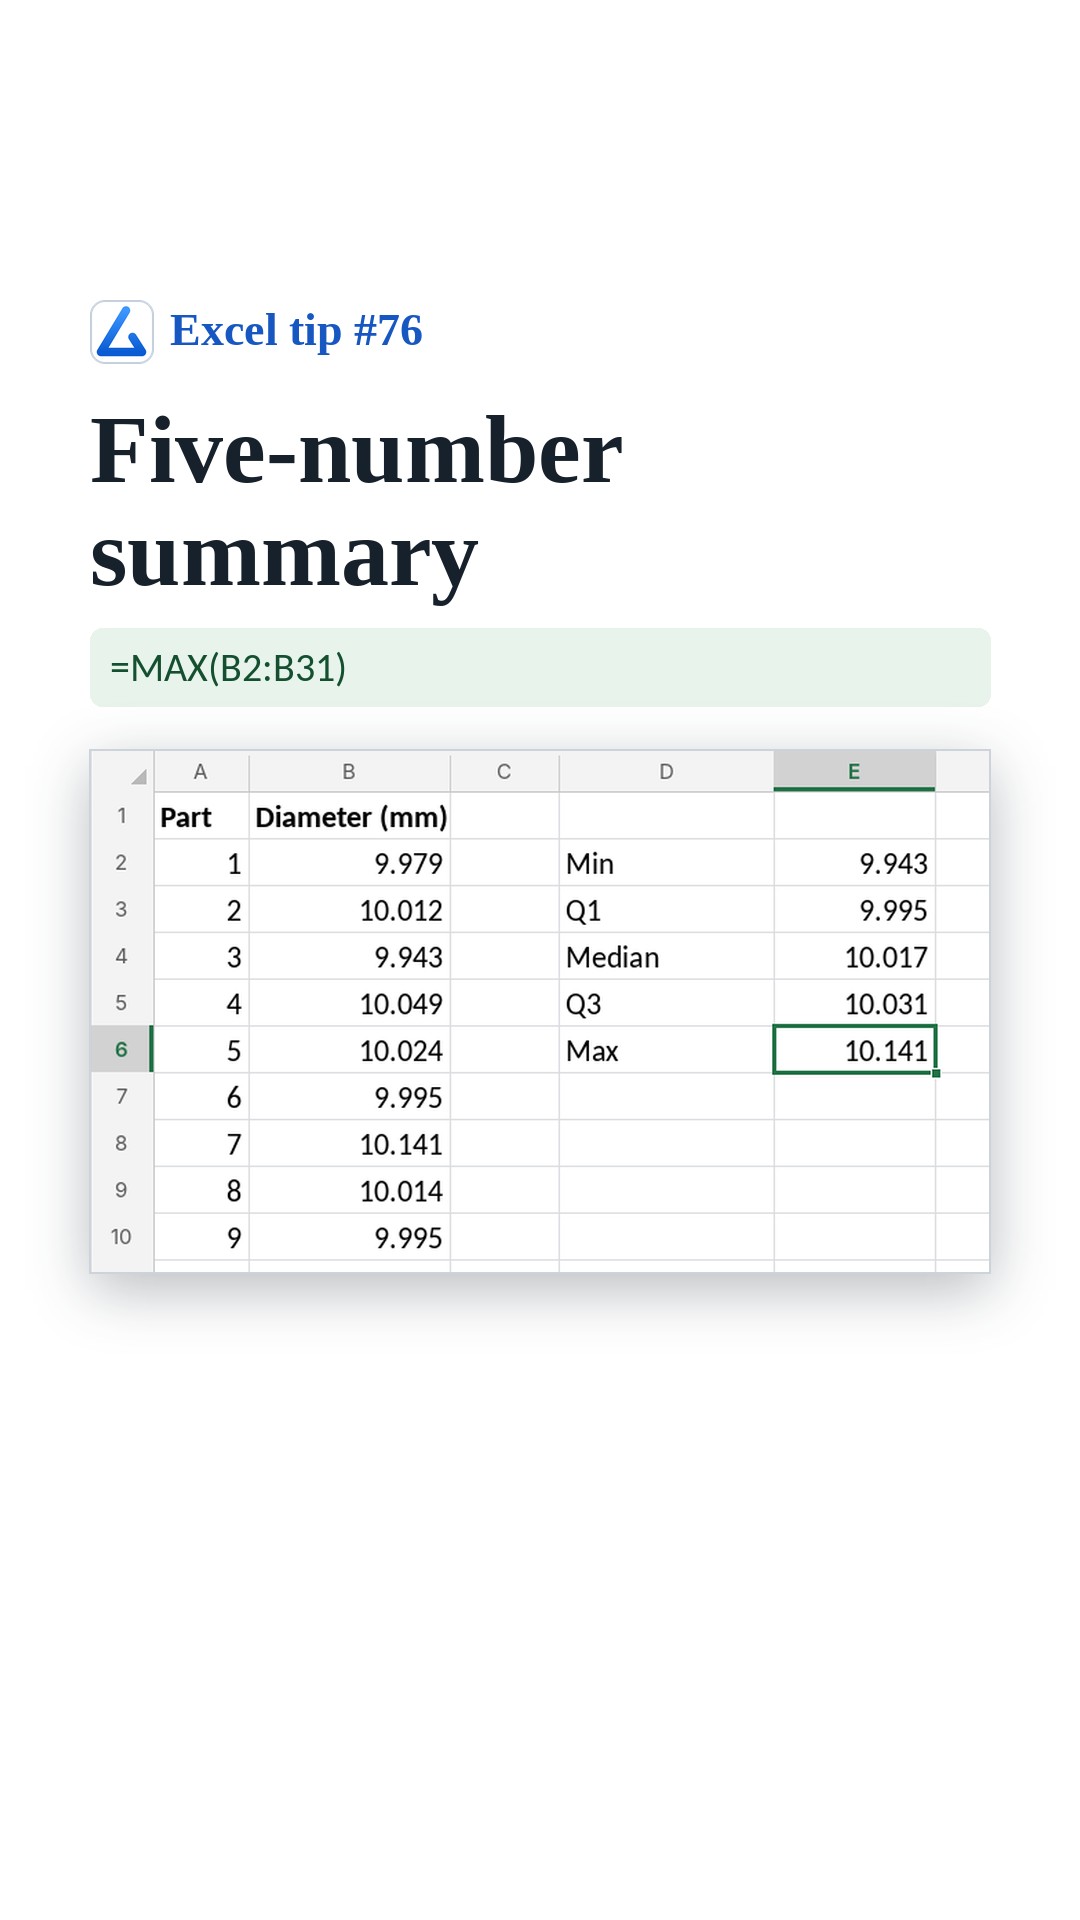 Excel tip #76
Five-number
summary
=MAX(B2:B31)
A B C D E
1 Part Diameter (mm)
2 1 9.979 Min 9.943
3 2 10.012 Q1 9.995
4 3 9.943 Median 10.017
5 4 10.049 Q3 10.031
6 5 10.024 Max 10.141
7 6 9.995
8 7 10.141
9 8 10.014
10 9 9.995